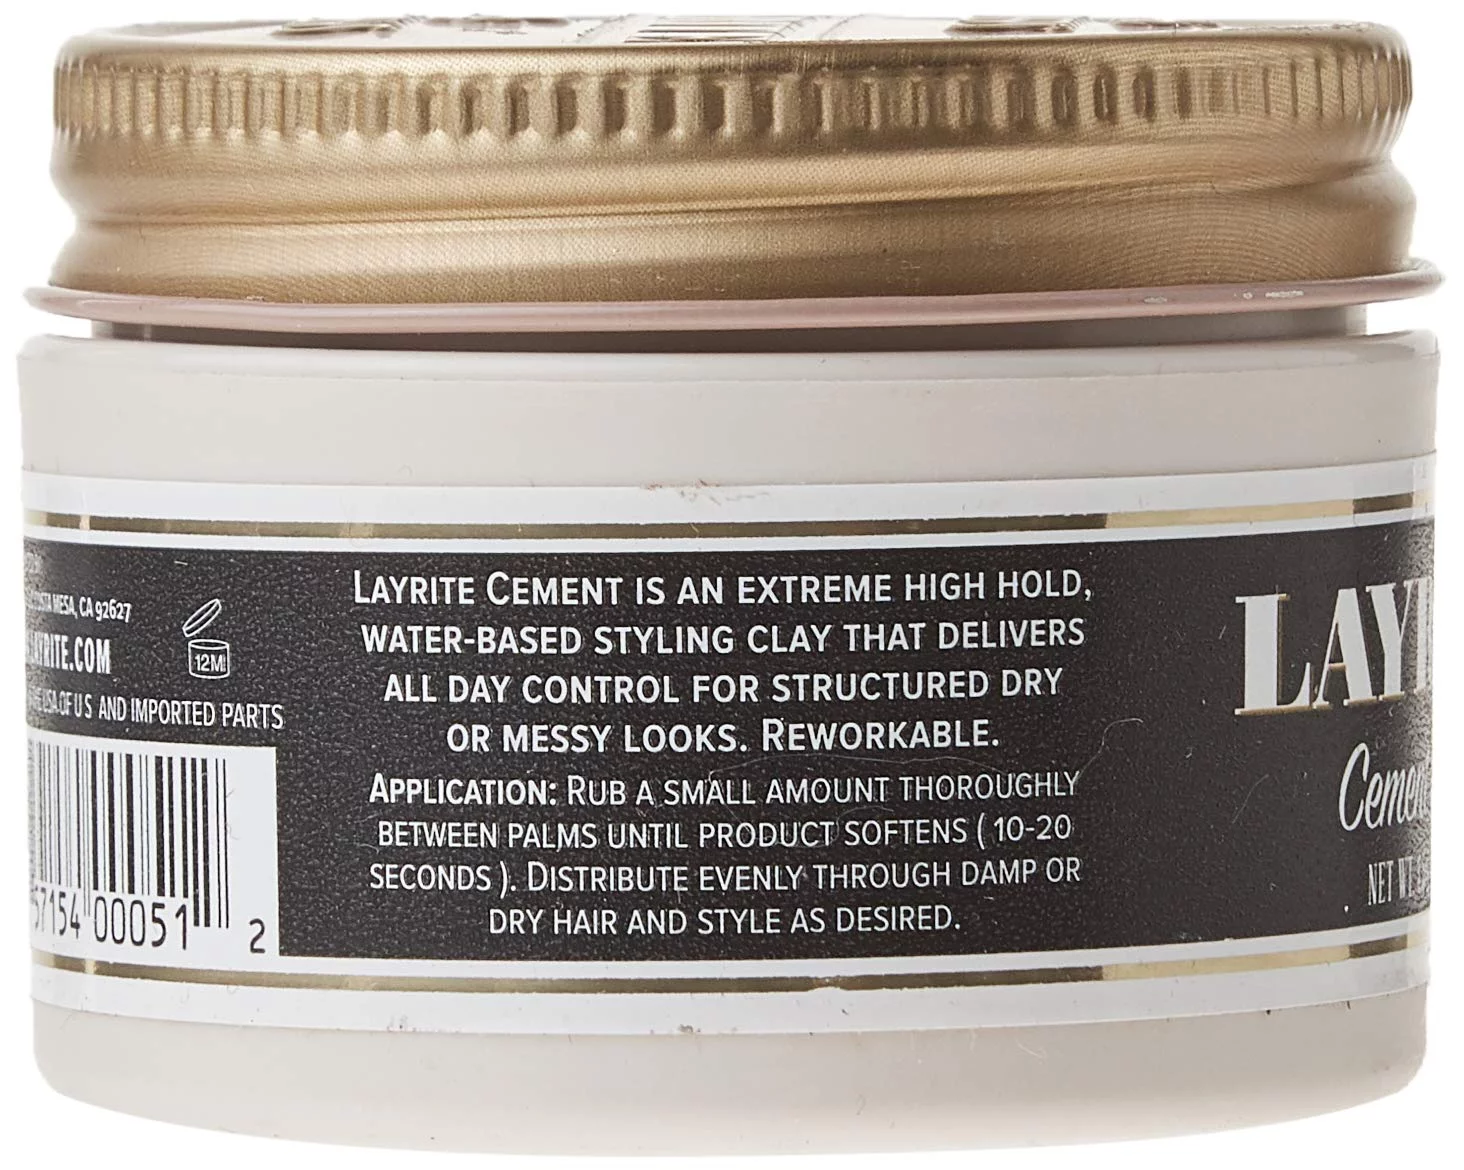 COSTA MESA, CA 92627
LAYRITE.COM
12M
USA OF U S AND IMPORTED PARTS
57154 00051 2
LAYRITE CEMENT IS AN EXTREME HIGH HOLD,
WATER-BASED STYLING CLAY THAT DELIVERS
ALL DAY CONTROL FOR STRUCTURED DRY
OR MESSY LOOKS. REWORKABLE.
APPLICATION: RUB A SMALL AMOUNT THOROUGHLY
BETWEEN PALMS UNTIL PRODUCT SOFTENS ( 10-20
SECONDS ). DISTRIBUTE EVENLY THROUGH DAMP OR
DRY HAIR AND STYLE AS DESIRED.
LAY
Cement
NET WT.